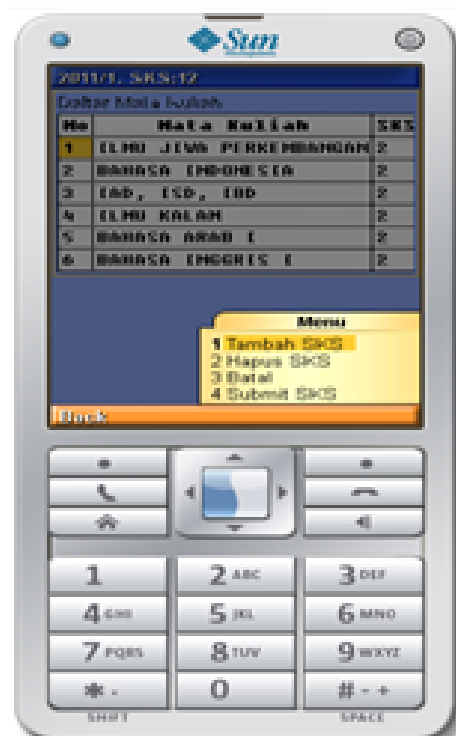 Sun
2011/1, SKS:12
Daftar Mata Kuliah
No Mata Kuliah SKS
1 ILMU JIWA PERKEMBANGAN 2
2 BAHASA INDONESIA 2
3 IAD, ISD, IBD 2
4 ILMU KALAM 2
5 BAHASA ARAB I 2
6 BAHASA INGGRIS I 2
Menu
1 Tambah SKS
2 Hapus SKS
3 Batal
4 Submit SKS
Back
1 2 ABC 3 DEF
4 GHI 5 JKL 6 MNO
7 PQRS 8 TUV 9 WXYZ
* . 0 # - +
SHIFT SPACE